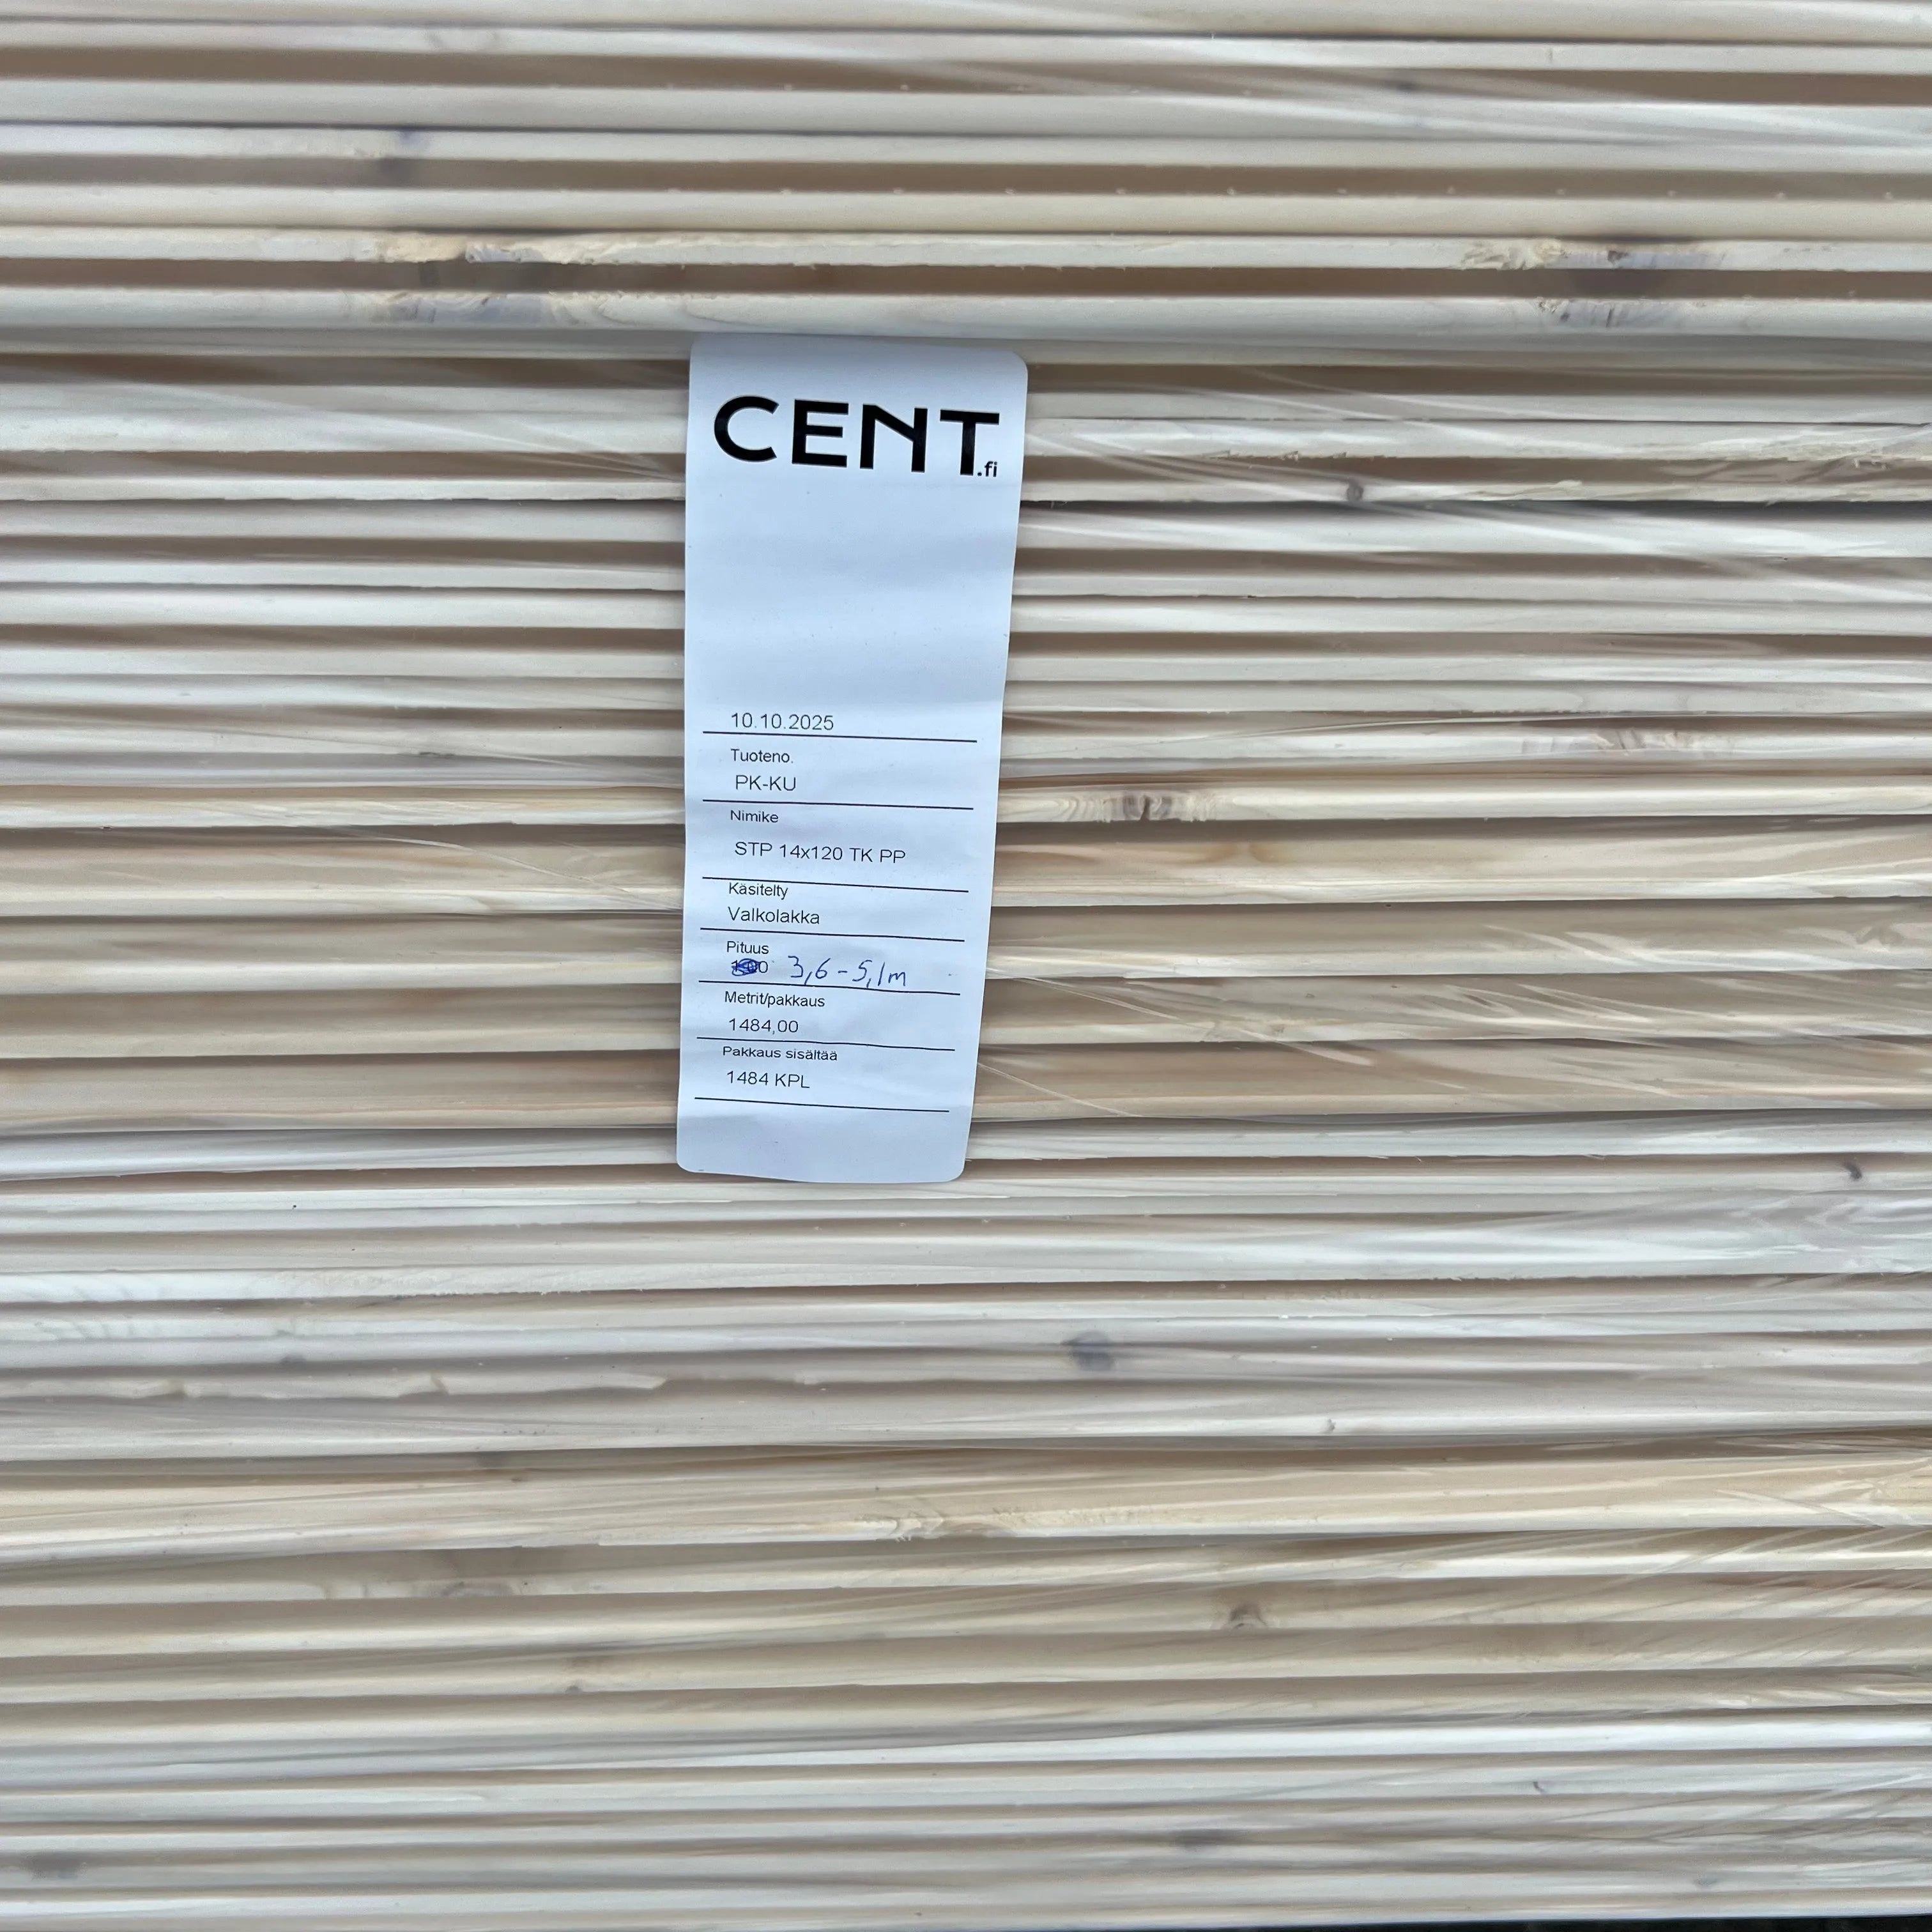 CENT.fi
10.10.2025
Tuoteno.
PK-KU
Nimike
STP 14x120 TK PP
Käsitelty
Valkolakka
Pituus
3,6-5,1m
Metrit/pakkaus
1484,00
Pakkaus sisältää
1484 KPL